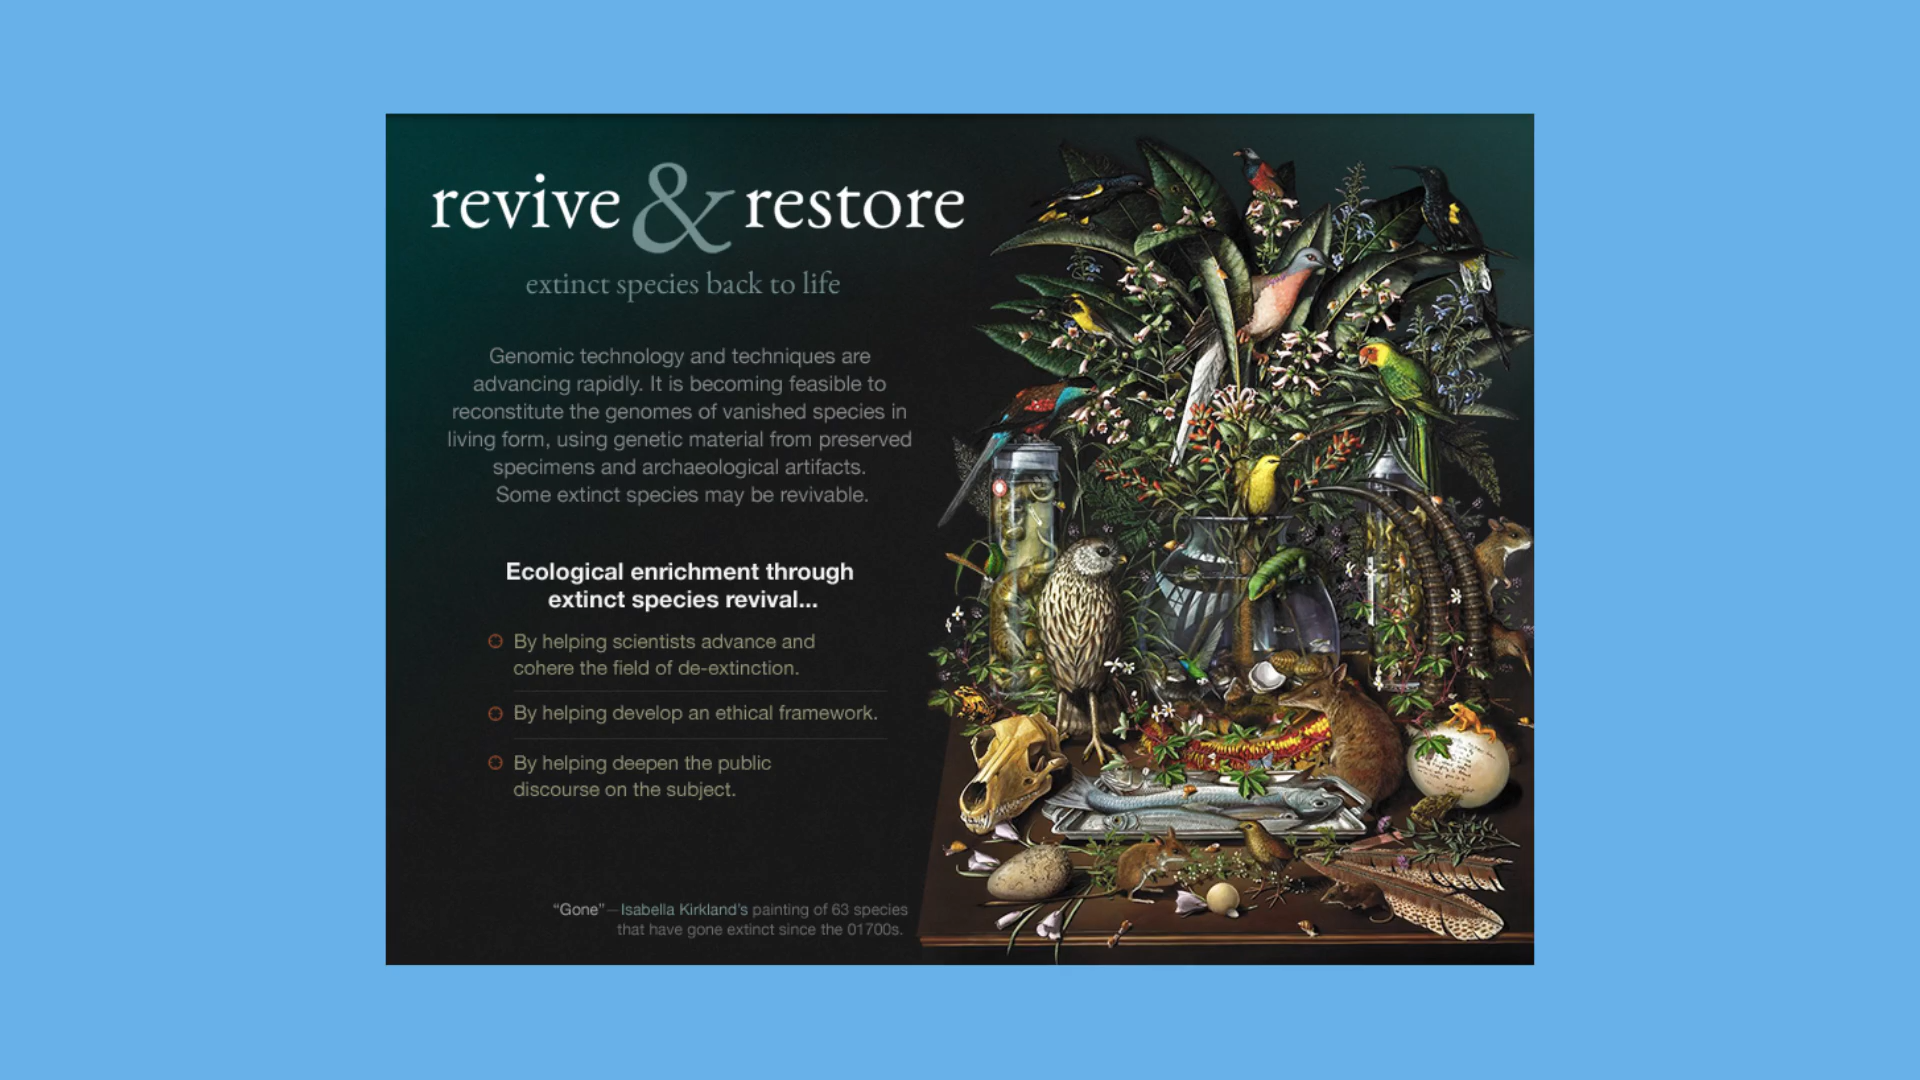 revive & restore
extinct species back to life
Genomic technology and techniques are
advancing rapidly. It is becoming feasible to
reconstitute the genomes of vanished species in
living form, using genetic material from preserved
specimens and archaeological artifacts.
Some extinct species may be revivable.
Ecological enrichment through
extinct species revival...
By helping scientists advance and
cohere the field of de-extinction.
By helping develop an ethical framework.
By helping deepen the public
discourse on the subject.
“Gone”—Isabella Kirkland's painting of 63 species
that have gone extinct since the 01700s.